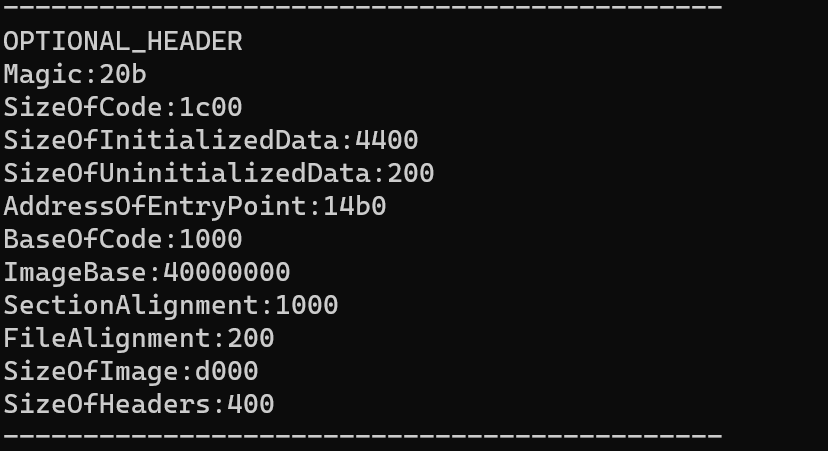 ---------------------------------------------
OPTIONAL_HEADER
Magic:20b
SizeOfCode:1c00
SizeOfInitializedData:4400
SizeOfUninitializedData:200
AddressOfEntryPoint:14b0
BaseOfCode:1000
ImageBase:40000000
SectionAlignment:1000
FileAlignment:200
SizeOfImage:d000
SizeOfHeaders:400
---------------------------------------------